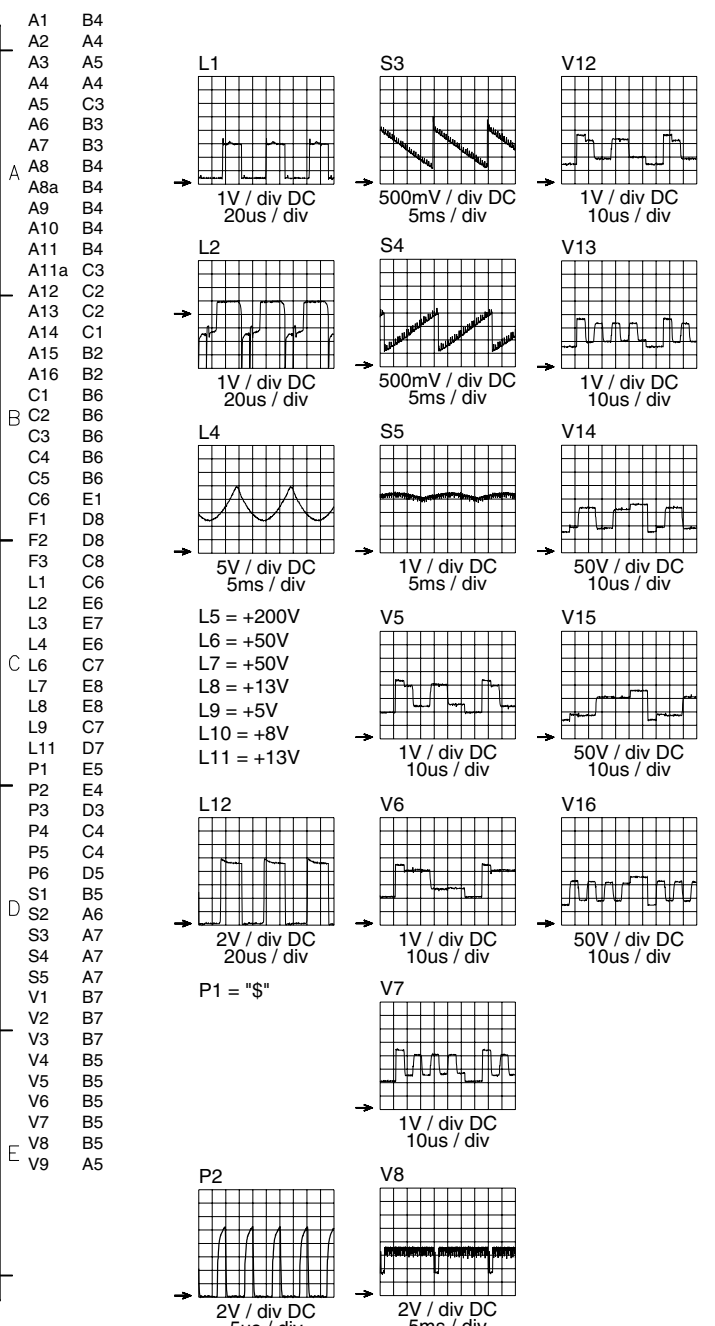 A1 B4
A2 A4
A3 A5
A4 A4
A5 C3
A6 B3
A7 B3
A8 B4
A8a B4
A9 B4
A10 B4
A11 B4
A11a C3
A12 C2
A13 C2
A14 C1
A15 B2
A16 B2
C1 B6
C2 B6
C3 B6
C4 B6
C5 B6
C6 E1
F1 D8
F2 D8
F3 C8
L1 C6
L2 E6
L3 E7
L4 E6
L6 C7
L7 E8
L8 E8
L9 C7
L11 D7
P1 E5
P2 E4
P3 D3
P4 C4
P5 C4
P6 D5
S1 B5
S2 A6
S3 A7
S4 A7
S5 A7
V1 B7
V2 B7
V3 B7
V4 B5
V5 B5
V6 B5
V7 B5
V8 B5
V9 A5
A
B
C
D
E
L1
1V / div DC
20us / div
L2
1V / div DC
20us / div
L4
5V / div DC
5ms / div
L5 = +200V
L6 = +50V
L7 = +50V
L8 = +13V
L9 = +5V
L10 = +8V
L11 = +13V
L12
2V / div DC
20us / div
P1 = "$"
P2
2V / div DC
5us / div
S3
500mV / div DC
5ms / div
S4
500mV / div DC
5ms / div
S5
1V / div DC
5ms / div
V5
1V / div DC
10us / div
V6
1V / div DC
10us / div
V7
1V / div DC
10us / div
V8
2V / div DC
5ms / div
V12
1V / div DC
10us / div
V13
1V / div DC
10us / div
V14
50V / div DC
10us / div
V15
50V / div DC
10us / div
V16
50V / div DC
10us / div